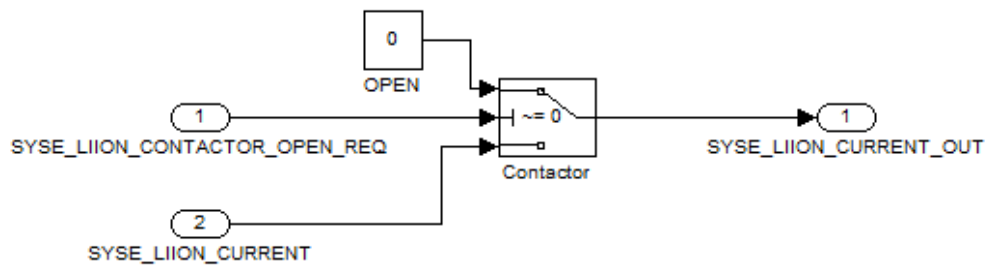 0
OPEN
1
SYSE_LIION_CONTACTOR_OPEN_REQ
~= 0
Contactor
1
SYSE_LIION_CURRENT_OUT
2
SYSE_LIION_CURRENT